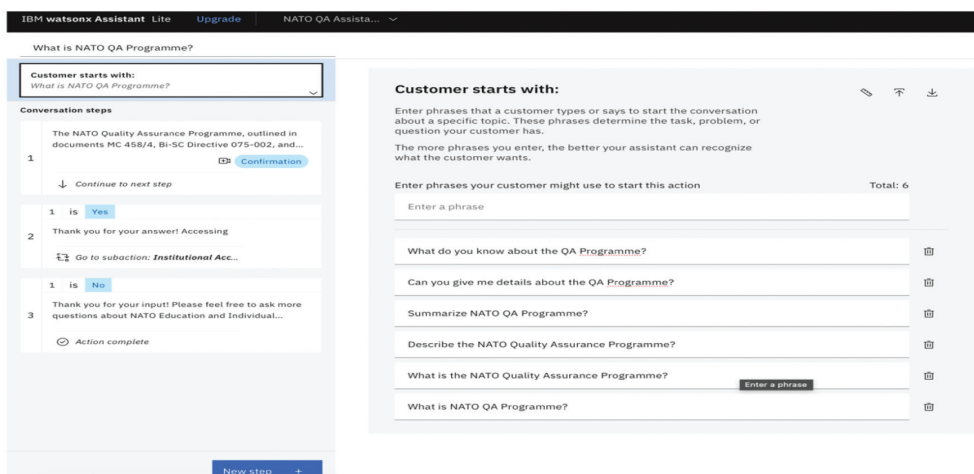 IBM watsonx Assistant Lite Upgrade NATO QA Assista...
What is NATO QA Programme?
Customer starts with:
What is NATO QA Programme?
Conversation steps
1
The NATO Quality Assurance Programme, outlined in
documents MC 458/4, Bi-SC Directive 075-002, and...
Confirmation
Continue to next step
2
1 is Yes
Thank you for your answer! Accessing
Go to subaction: Institutional Acc...
3
1 is No
Thank you for your input! Please feel free to ask more
questions about NATO Education and Individual...
Action complete
New step +
Customer starts with:
Enter phrases that a customer types or says to start the conversation
about a specific topic. These phrases determine the task, problem, or
question your customer has.
The more phrases you enter, the better your assistant can recognize
what the customer wants.
Enter phrases your customer might use to start this action Total: 6
Enter a phrase
What do you know about the QA Programme?
Can you give me details about the QA Programme?
Summarize NATO QA Programme?
Describe the NATO Quality Assurance Programme?
What is the NATO Quality Assurance Programme?
Enter a phrase
What is NATO QA Programme?